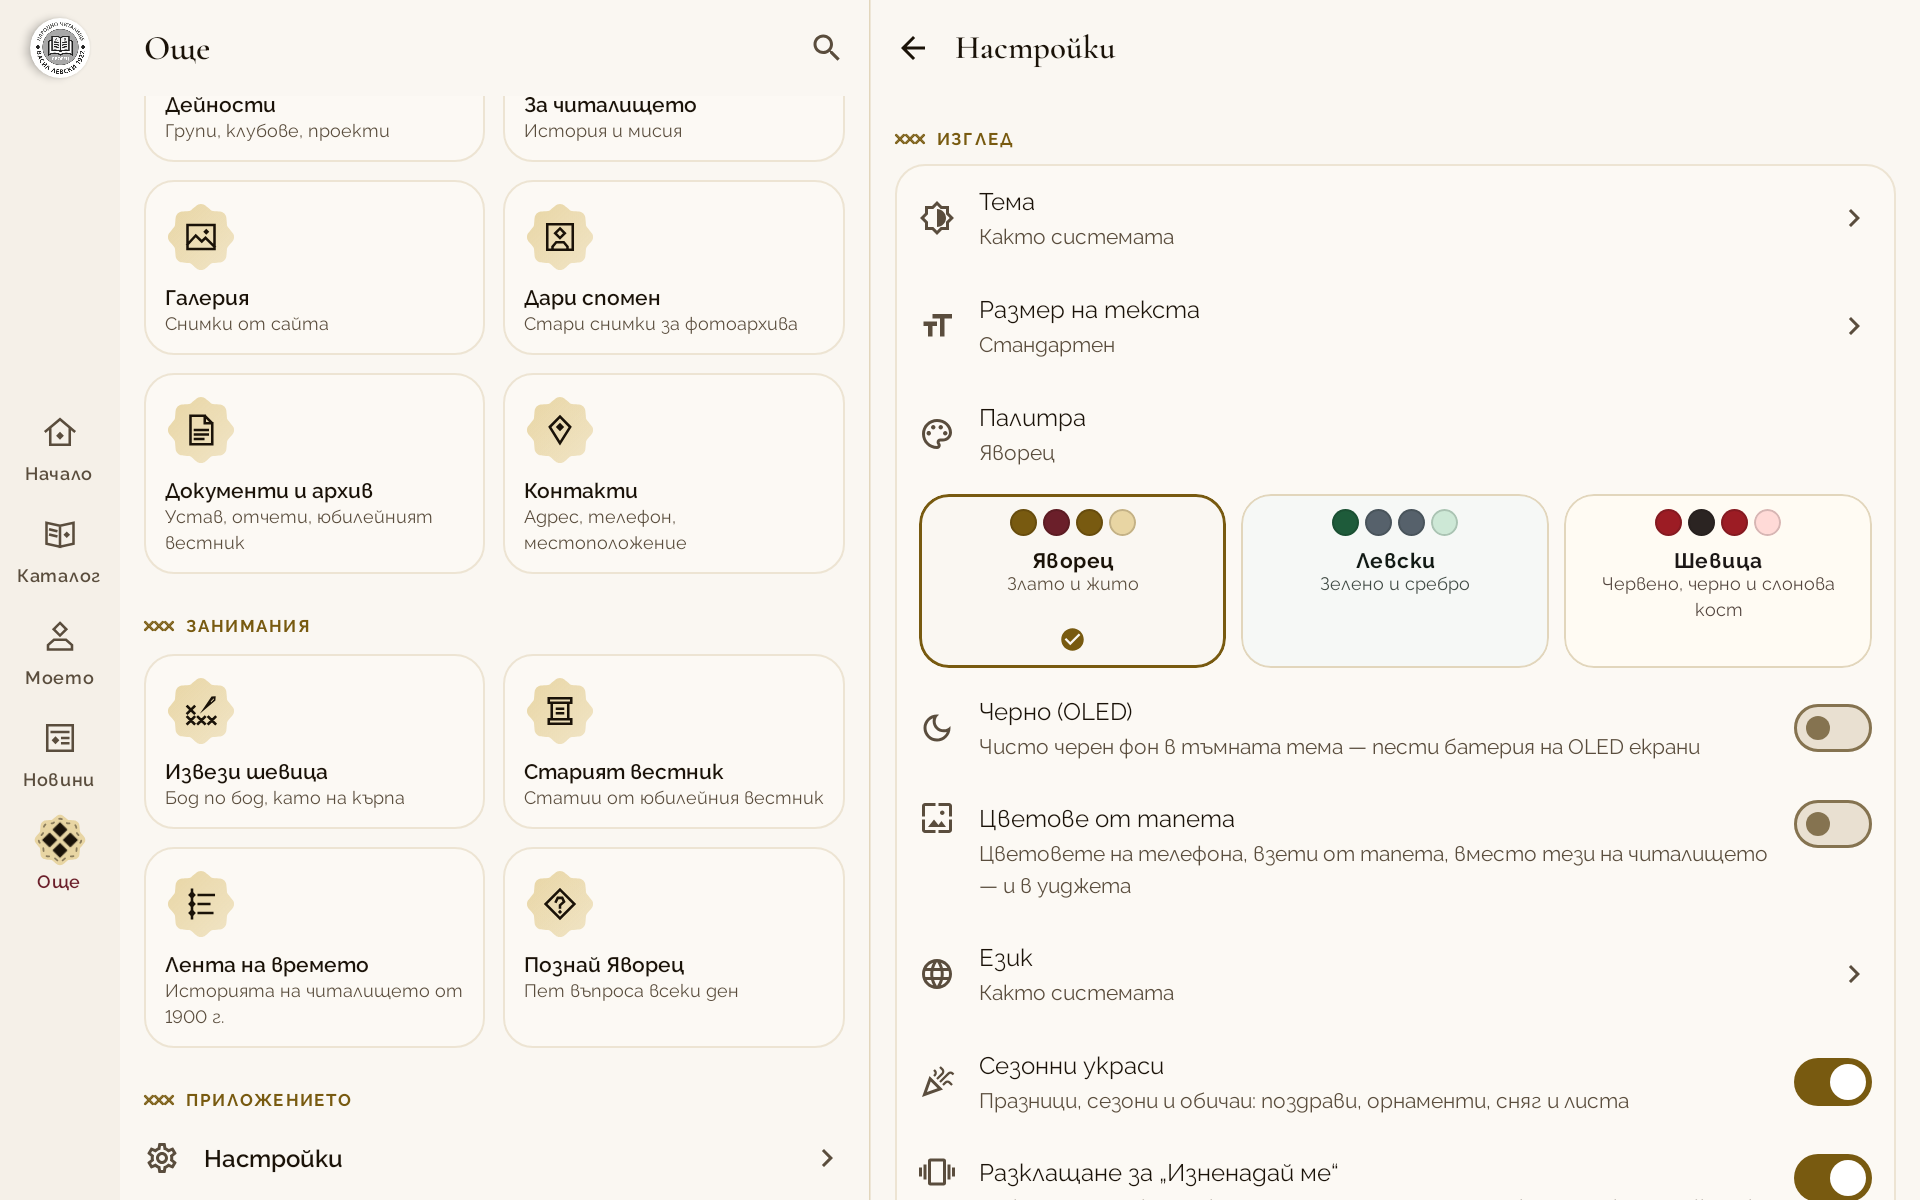 НАРОДНО ЧИТАЛИЩЕ
ВАСИЛ ЛЕВСКИ 1927
Начало
Каталог
Моето
Новини
Още
Още
Дейности
Групи, клубове, проекти
За читалището
История и мисия
Галерия
Снимки от сайта
Дари спомен
Стари снимки за фотоархива
Документи и архив
Устав, отчети, юбилейният
вестник
Контакти
Адрес, телефон,
местоположение
ЗАНИМАНИЯ
Извези шевица
Бод по бод, като на кърпа
Старият вестник
Статии от юбилейния вестник
Лента на времето
Историята на читалището от
1900 г.
Познай Яворец
Пет въпроса всеки ден
ПРИЛОЖЕНИЕТО
Настройки
Настройки
ИЗГЛЕД
Тема
Както системата
Размер на текста
Стандартен
Палитра
Яворец
Яворец
Злато и жито
Левски
Зелено и сребро
Шевица
Червено, черно и слонова
кост
Черно (OLED)
Чисто черен фон в тъмната тема — пести батерия на OLED екрани
Цветове от тапета
Цветовете на телефона, взети от тапета, вместо тези на читалището
— и в уиджета
Език
Както системата
Сезонни украси
Празници, сезони и обичаи: поздрави, орнаменти, сняг и листа
Разклащане за „Изненадай ме“